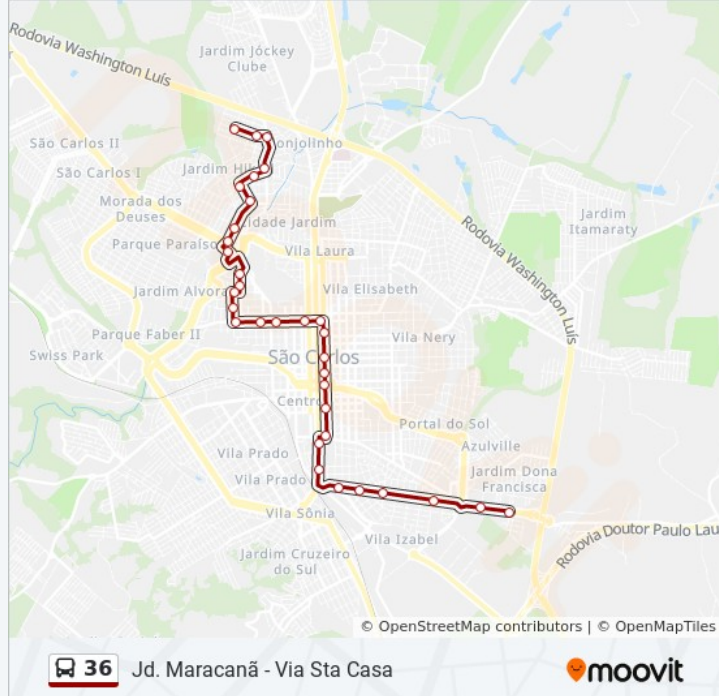 Rodovia Washington Luís
Jardim Jóckey
Clube
São Carlos II
onjolinho
São Carlos I
Jardim Hi
Morada dos
Deuses
Jardim
Itamaraty
Cidade Jardim
Parque Paraíso
Vila Laura
Rodovia Washington Luís
Jardim Alvora
Vila Elisabeth
Parque Faber II
Vila Nery
Swiss Park
São Carlos
Centro
Portal do Sol
Azulville
Vila Prado
Jardim Dona
Francisca
Vila Prado
Vila Sônia
Rodovia Doutor Paulo Lau
Vila Izabel
Jardim Cruzeiro
do Sul
© OpenStreetMap contributors | © OpenMapTiles
36 Jd. Maracanã - Via Sta Casa
moovit